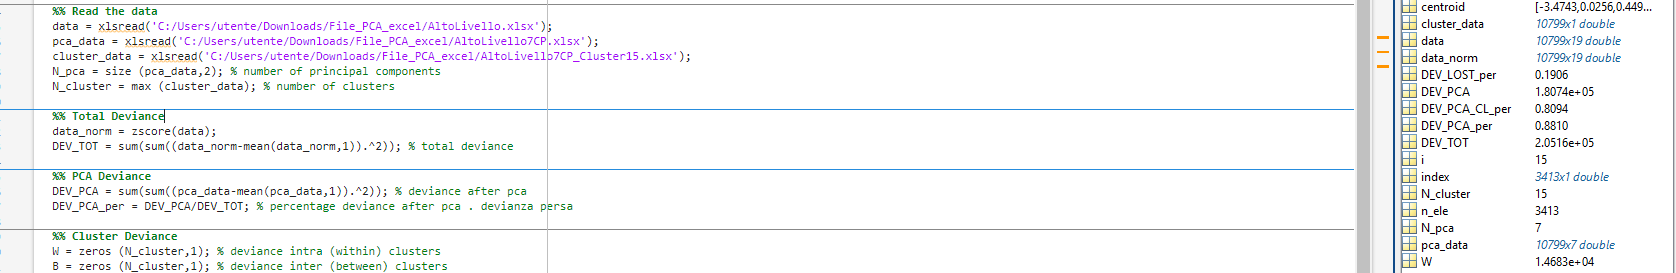 %% Read the data
data = xlsread('C:/Users/utente/Downloads/File_PCA_excel/AltoLivello.xlsx');
pca_data = xlsread('C:/Users/utente/Downloads/File_PCA_excel/AltoLivello7CP.xlsx');
cluster_data = xlsread('C:/Users/utente/Downloads/File_PCA_excel/AltoLivello7CP_Cluster15.xlsx');
N_pca = size (pca_data,2); % number of principal components
N_cluster = max (cluster_data); % number of clusters
%% Total Deviance
data_norm = zscore(data);
DEV_TOT = sum(sum((data_norm-mean(data_norm,1)).^2)); % total deviance
%% PCA Deviance
DEV_PCA = sum(sum((pca_data-mean(pca_data,1)).^2)); % deviance after pca
DEV_PCA_per = DEV_PCA/DEV_TOT; % percentage deviance after pca . devianza persa
%% Cluster Deviance
W = zeros (N_cluster,1); % deviance intra (within) clusters
B = zeros (N_cluster,1); % deviance inter (between) clusters
centroid [-3.4743,0.0256,0.449...
cluster_data 10799x1 double
data 10799x19 double
data_norm 10799x19 double
DEV_LOST_per 0.1906
DEV_PCA 1.8074e+05
DEV_PCA_CL_per 0.8094
DEV_PCA_per 0.8810
DEV_TOT 2.0516e+05
i 15
index 3413x1 double
N_cluster 15
n_ele 3413
N_pca 7
pca_data 10799x7 double
W 1.4683e+04